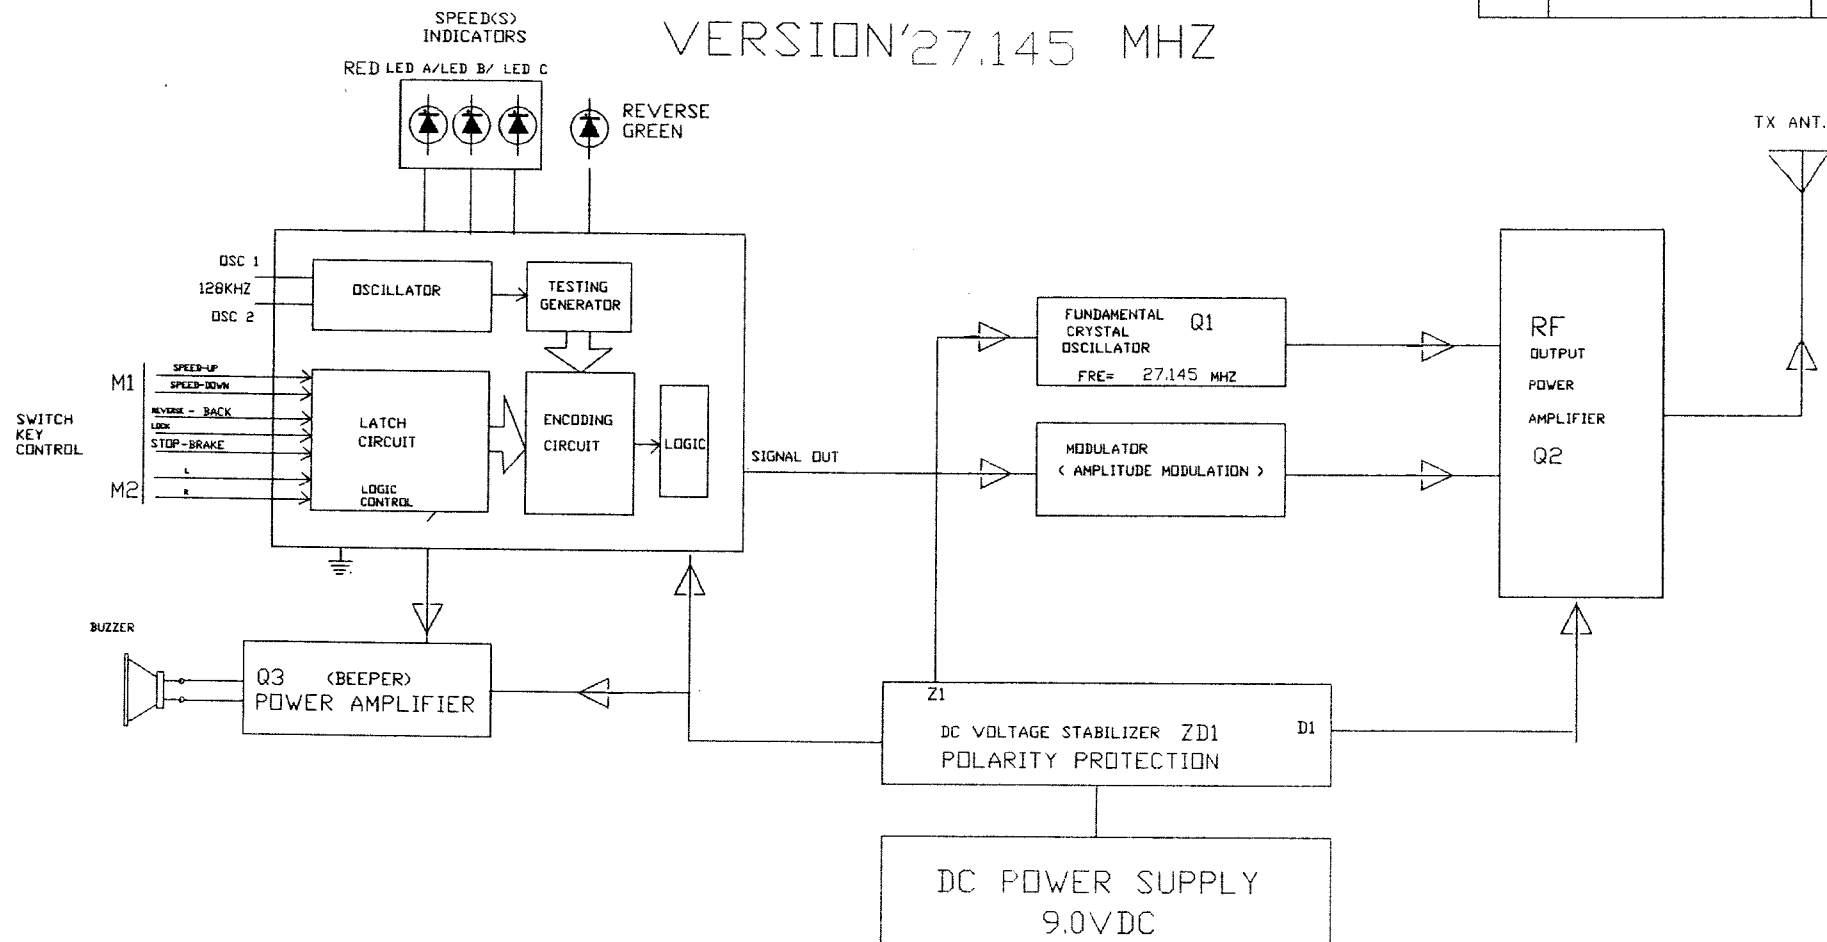 SPEED(S)
INDICATORS
VERSION'27.145 MHZ
RED LED A/LED B/ LED C
REVERSE
GREEN
TX ANT.
OSC 1
128KHZ
OSC 2
OSCILLATOR
TESTING
GENERATOR
FUNDAMENTAL Q1
CRYSTAL
OSCILLATOR
FRE= 27.145 MHZ
RF
OUTPUT
POWER
AMPLIFIER
Q2
M1
SPEED-UP
SPEED-DOWN
REVERSE - BACK
LOCK
STOP-BRAKE
L
R
M2
SWITCH
KEY
CONTROL
LATCH
CIRCUIT
LOGIC
CONTROL
ENCODING
CIRCUIT
LOGIC
SIGNAL OUT
MODULATOR
( AMPLITUDE MODULATION )
BUZZER
Q3 (BEEPER)
POWER AMPLIFIER
Z1
DC VOLTAGE STABILIZER ZD1
D1
POLARITY PROTECTION
DC POWER SUPPLY
9.0VDC